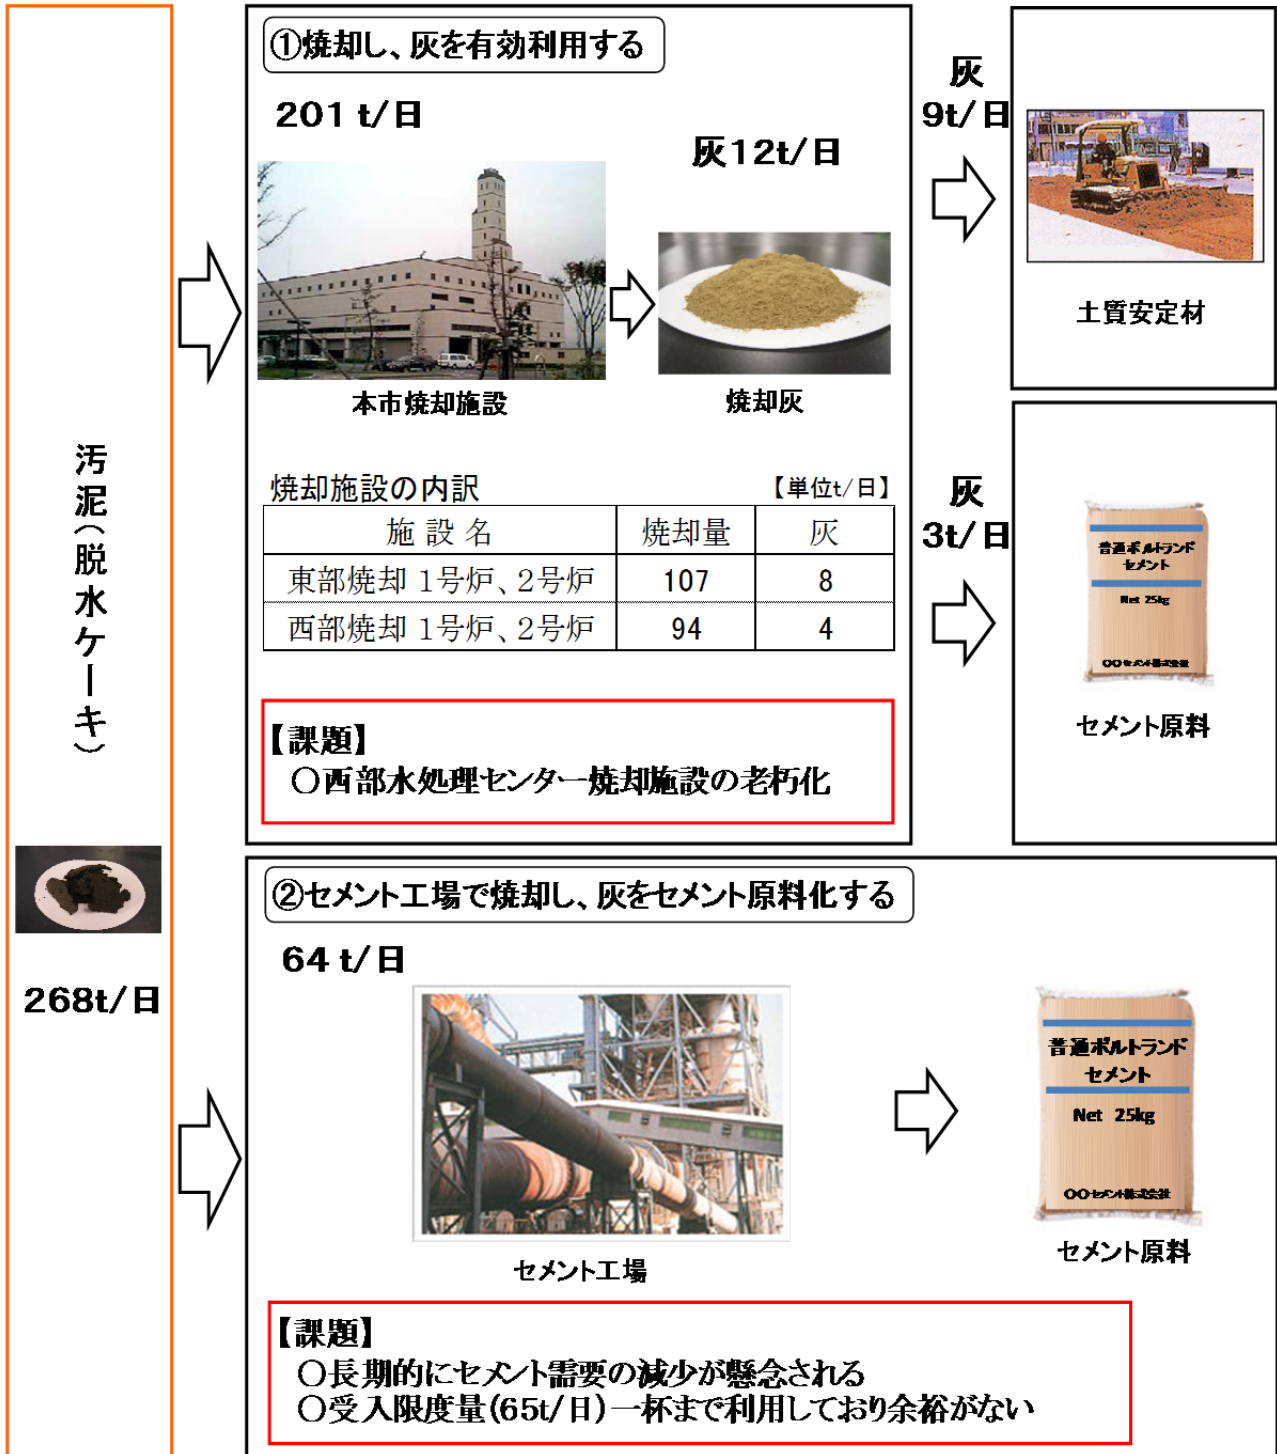 汚泥(脱水ケーキ)
268t/日
①焼却し、灰を有効利用する
201 t/日
灰12t/日
本市焼却施設
焼却灰
焼却施設の内訳 【単位t/日】
施 設 名 焼却量 灰
東部焼却 1号炉、2号炉 107 8
西部焼却 1号炉、2号炉 94 4
【課題】
○西部水処理センター焼却施設の老朽化
灰
9t/日
土質安定材
灰
3t/日
普通ポルトランド
セメント
Net 25kg
○○セメント株式会社
セメント原料
②セメント工場で焼却し、灰をセメント原料化する
64 t/日
セメント工場
普通ポルトランド
セメント
Net 25kg
○○セメント株式会社
セメント原料
【課題】
○長期的にセメント需要の減少が懸念される
○受入限度量(65t/日)一杯まで利用しており余裕がない